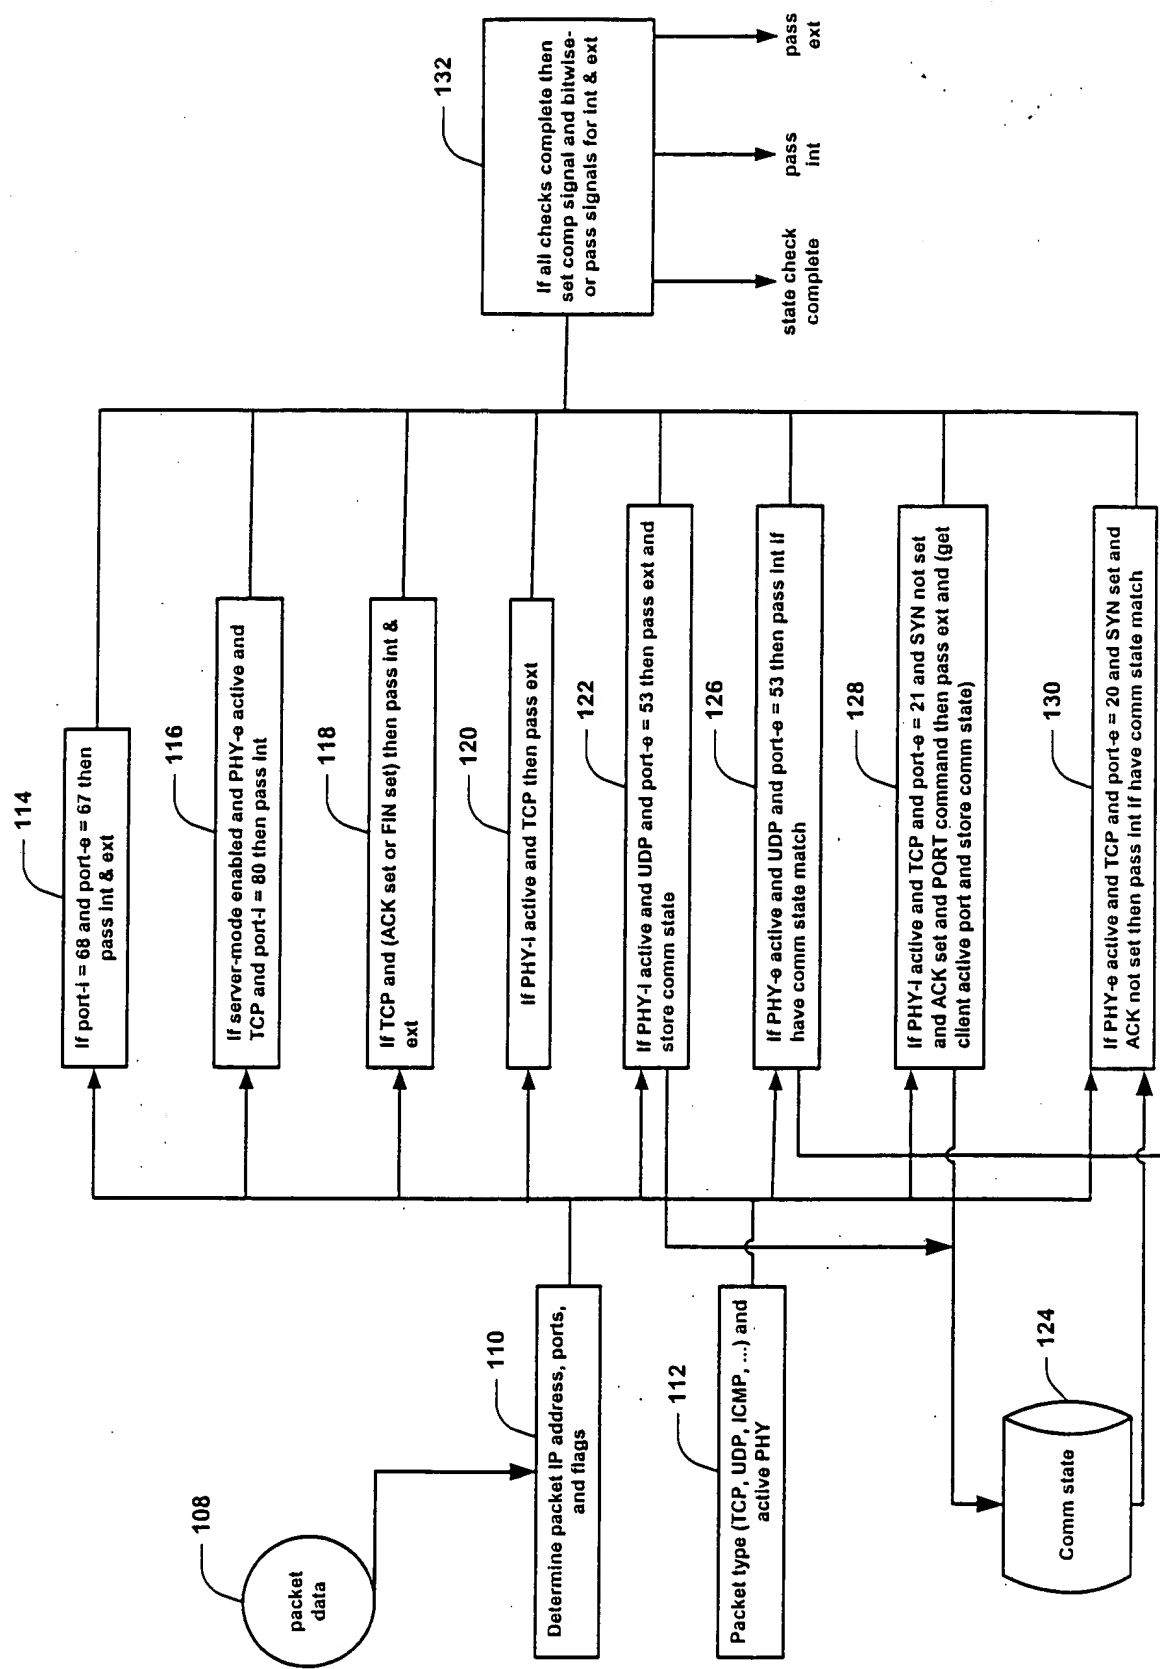 108
packet
data
110
Determine packet IP address, ports,
and flags
112
Packet type (TCP, UDP, ICMP, ...) and
active PHY
124
Comm state
114
If port-i = 68 and port-e = 67 then
pass int & ext
116
If server-mode enabled and PHY-e active and
TCP and port-i = 80 then pass int
118
If TCP and (ACK set or FIN set) then pass int &
ext
120
If PHY-i active and TCP then pass ext
122
If PHY-i active and UDP and port-e = 53 then pass ext and
store comm state
126
If PHY-e active and UDP and port-e = 53 then pass int if
have comm state match
128
If PHY-i active and TCP and port-e = 21 and SYN not set
and ACK set and PORT command then pass ext and (get
client active port and store comm state)
130
If PHY-e active and TCP and port-e = 20 and SYN set and
ACK not set then pass int if have comm state match
132
If all checks complete then
set comp signal and bitwise-
or pass signals for int & ext
state check
complete
pass
int
pass
ext